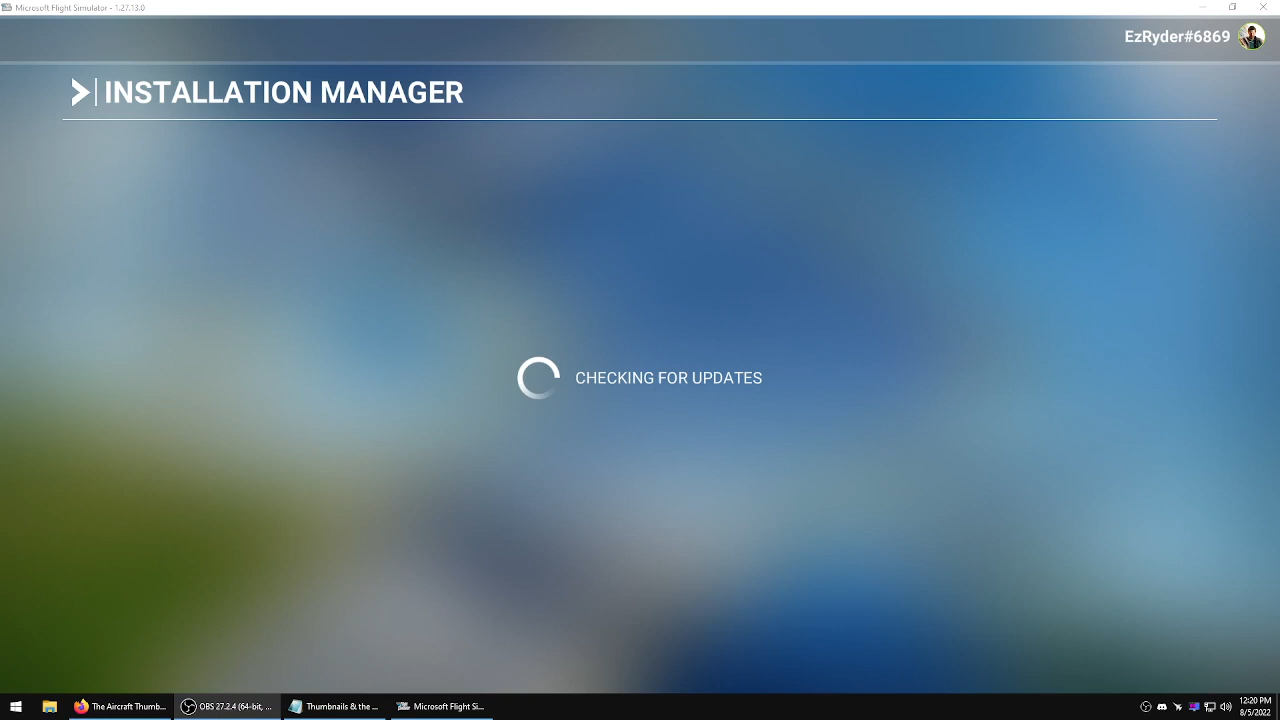 Microsoft Flight Simulator - 1.27.13.0
EzRyder#6869
INSTALLATION MANAGER
CHECKING FOR UPDATES
The Aircraft Thumb...
OBS 27.2.4 (64-bit, ...
Thumbnails & the ...
Microsoft Flight Si...
12:20 PM
8/5/2022